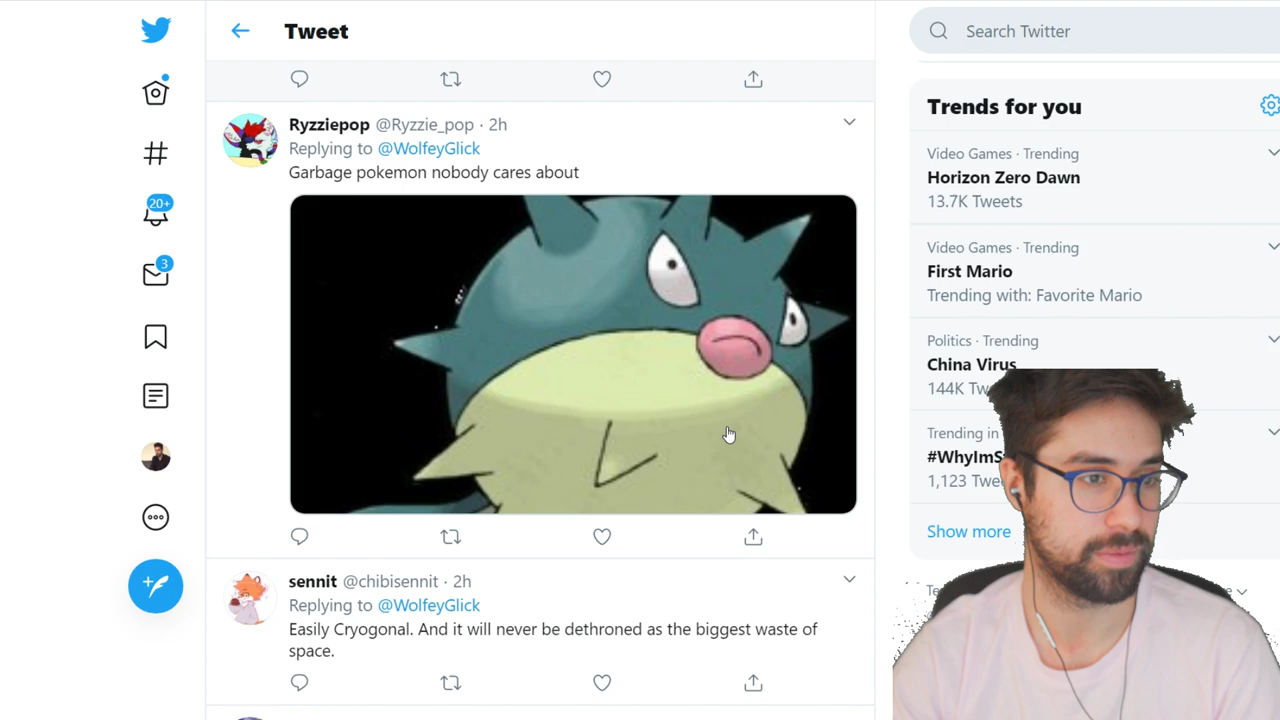 Tweet
Search Twitter
20+
3
Ryzziepop @Ryzzie_pop · 2h
Replying to @WolfeyGlick
Garbage pokemon nobody cares about
sennit @chibisennit · 2h
Replying to @WolfeyGlick
Easily Cryogonal. And it will never be dethroned as the biggest waste of
space.
Trends for you
Video Games · Trending
Horizon Zero Dawn
13.7K Tweets
Video Games · Trending
First Mario
Trending with: Favorite Mario
Politics · Trending
China Virus
144K
Trending in
1,123
Show more